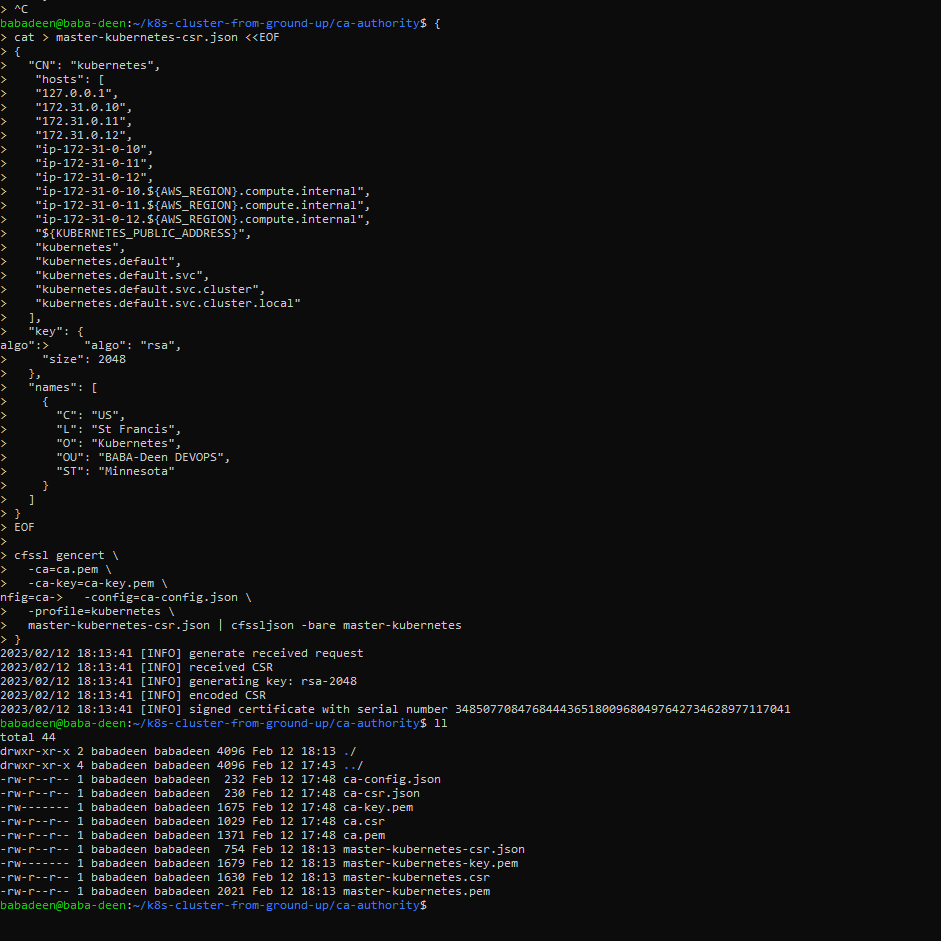 > ^C
babadeen@baba-deen:~/k8s-cluster-from-ground-up/ca-authority$ {
> cat > master-kubernetes-csr.json <<EOF
> {
>   "CN": "kubernetes",
>    "hosts": [
>    "127.0.0.1",
>    "172.31.0.10",
>    "172.31.0.11",
>    "172.31.0.12",
>    "ip-172-31-0-10",
>    "ip-172-31-0-11",
>    "ip-172-31-0-12",
>    "ip-172-31-0-10.${AWS_REGION}.compute.internal",
>    "ip-172-31-0-11.${AWS_REGION}.compute.internal",
>    "ip-172-31-0-12.${AWS_REGION}.compute.internal",
>    "${KUBERNETES_PUBLIC_ADDRESS}",
>    "kubernetes",
>    "kubernetes.default",
>    "kubernetes.default.svc",
>    "kubernetes.default.svc.cluster",
>    "kubernetes.default.svc.cluster.local"
>   ],
>   "key": {
algo":>     "algo": "rsa",
>     "size": 2048
>   },
>   "names": [
>     {
>       "C": "US",
>       "L": "St Francis",
>       "O": "Kubernetes",
>       "OU": "BABA-Deen DEVOPS",
>       "ST": "Minnesota"
>     }
>   ]
> }
> EOF
>
> cfssl gencert \
>   -ca=ca.pem \
>   -ca-key=ca-key.pem \
nfig=ca->   -config=ca-config.json \
>   -profile=kubernetes \
>   master-kubernetes-csr.json | cfssljson -bare master-kubernetes
> }
2023/02/12 18:13:41 [INFO] generate received request
2023/02/12 18:13:41 [INFO] received CSR
2023/02/12 18:13:41 [INFO] generating key: rsa-2048
2023/02/12 18:13:41 [INFO] encoded CSR
2023/02/12 18:13:41 [INFO] signed certificate with serial number 348507708476844436518009680497642734628977117041
babadeen@baba-deen:~/k8s-cluster-from-ground-up/ca-authority$ ll
total 44
drwxr-xr-x 2 babadeen babadeen 4096 Feb 12 18:13 ./
drwxr-xr-x 4 babadeen babadeen 4096 Feb 12 17:43 ../
-rw-r--r-- 1 babadeen babadeen  232 Feb 12 17:48 ca-config.json
-rw-r--r-- 1 babadeen babadeen  230 Feb 12 17:48 ca-csr.json
-rw------- 1 babadeen babadeen 1675 Feb 12 17:48 ca-key.pem
-rw-r--r-- 1 babadeen babadeen 1029 Feb 12 17:48 ca.csr
-rw-r--r-- 1 babadeen babadeen 1371 Feb 12 17:48 ca.pem
-rw-r--r-- 1 babadeen babadeen  754 Feb 12 18:13 master-kubernetes-csr.json
-rw------- 1 babadeen babadeen 1679 Feb 12 18:13 master-kubernetes-key.pem
-rw-r--r-- 1 babadeen babadeen 1630 Feb 12 18:13 master-kubernetes.csr
-rw-r--r-- 1 babadeen babadeen 2021 Feb 12 18:13 master-kubernetes.pem
babadeen@baba-deen:~/k8s-cluster-from-ground-up/ca-authority$